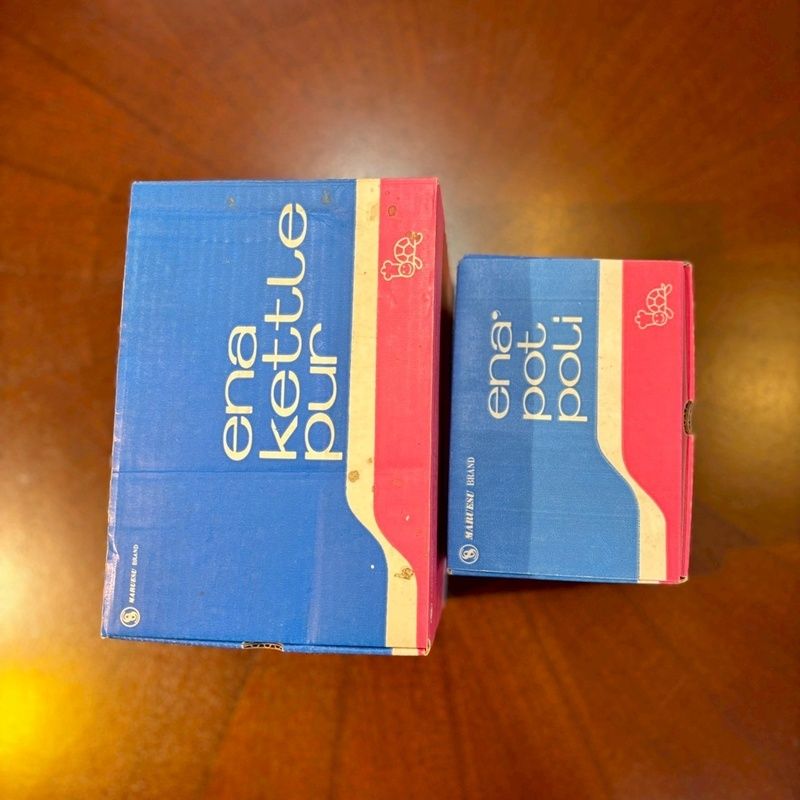 ena
kettle
pur
MARUESU BRAND
ena
pot
poli
MARUESU BRAND